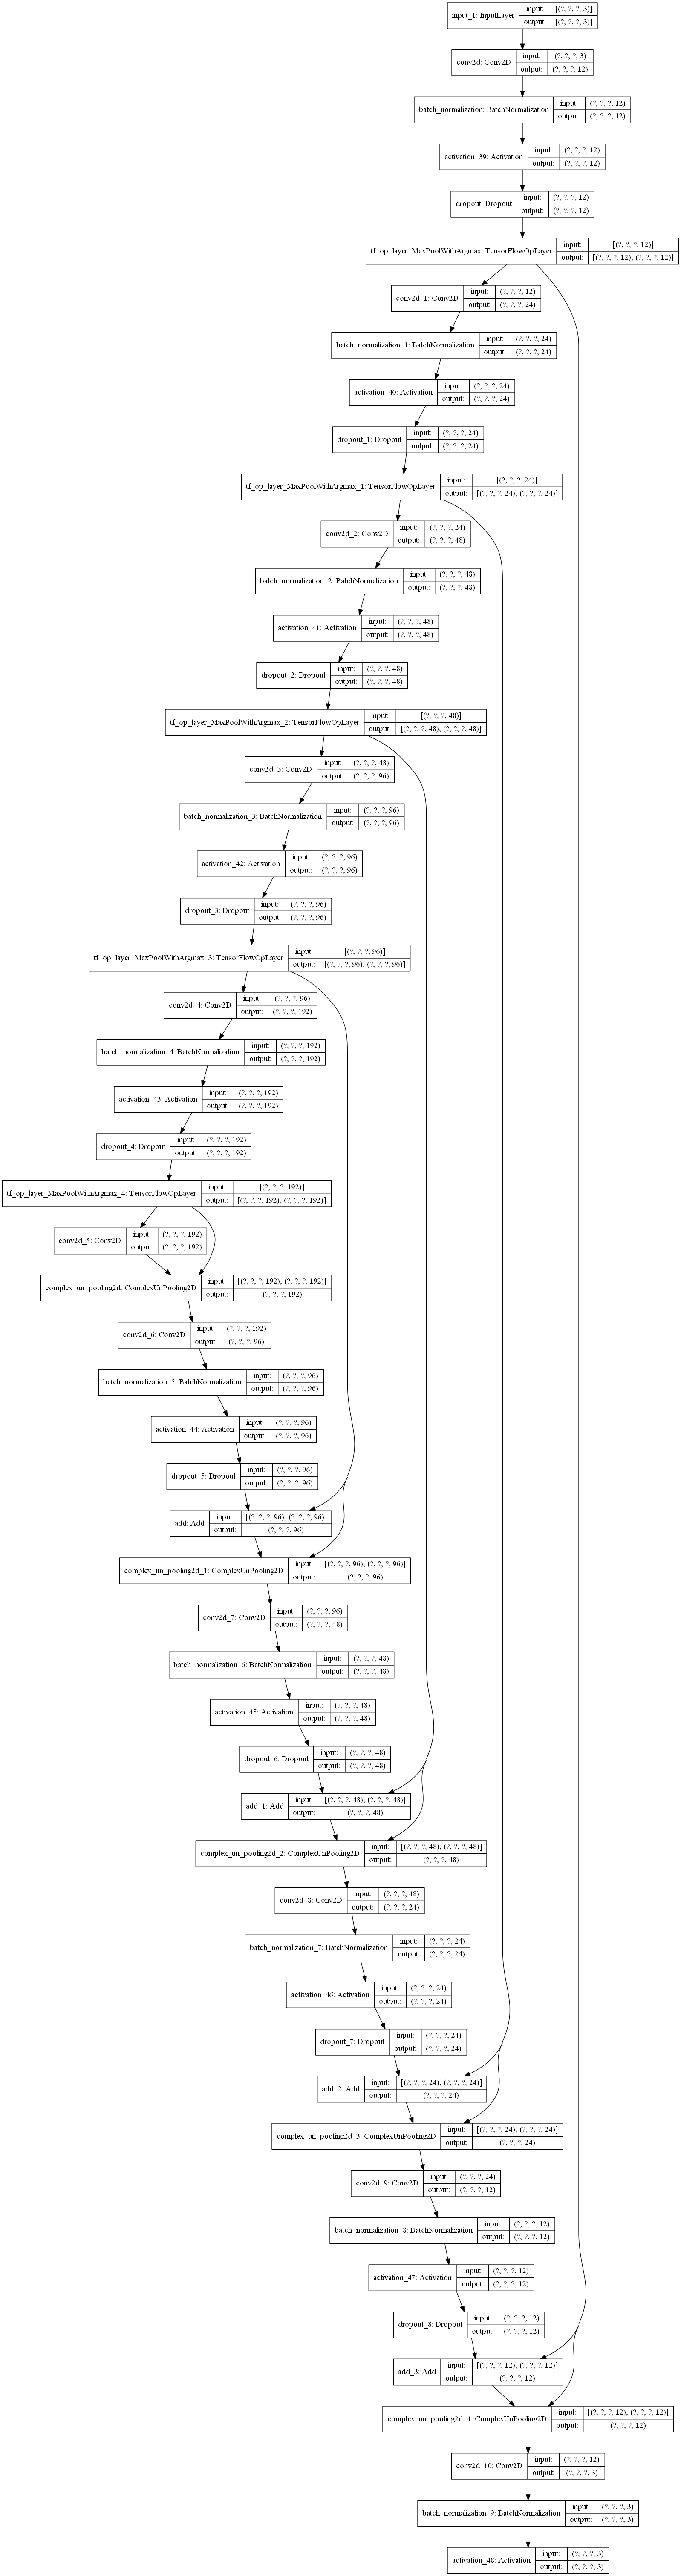 input_1: InputLayer
input: [(?, ?, ?, 3)]
output: [(?, ?, ?, 3)]
conv2d: Conv2D
input: (?, ?, ?, 3)
output: (?, ?, ?, 12)
batch_normalization: BatchNormalization
input: (?, ?, ?, 12)
output: (?, ?, ?, 12)
activation_39: Activation
input: (?, ?, ?, 12)
output: (?, ?, ?, 12)
dropout: Dropout
input: (?, ?, ?, 12)
output: (?, ?, ?, 12)
tf_op_layer_MaxPoolWithArgmax: TensorFlowOpLayer
input: [(?, ?, ?, 12)]
output: [(?, ?, ?, 12), (?, ?, ?, 12)]
conv2d_1: Conv2D
input: (?, ?, ?, 12)
output: (?, ?, ?, 24)
batch_normalization_1: BatchNormalization
input: (?, ?, ?, 24)
output: (?, ?, ?, 24)
activation_40: Activation
input: (?, ?, ?, 24)
output: (?, ?, ?, 24)
dropout_1: Dropout
input: (?, ?, ?, 24)
output: (?, ?, ?, 24)
tf_op_layer_MaxPoolWithArgmax_1: TensorFlowOpLayer
input: [(?, ?, ?, 24)]
output: [(?, ?, ?, 24), (?, ?, ?, 24)]
conv2d_2: Conv2D
input: (?, ?, ?, 24)
output: (?, ?, ?, 48)
batch_normalization_2: BatchNormalization
input: (?, ?, ?, 48)
output: (?, ?, ?, 48)
activation_41: Activation
input: (?, ?, ?, 48)
output: (?, ?, ?, 48)
dropout_2: Dropout
input: (?, ?, ?, 48)
output: (?, ?, ?, 48)
tf_op_layer_MaxPoolWithArgmax_2: TensorFlowOpLayer
input: [(?, ?, ?, 48)]
output: [(?, ?, ?, 48), (?, ?, ?, 48)]
conv2d_3: Conv2D
input: (?, ?, ?, 48)
output: (?, ?, ?, 96)
batch_normalization_3: BatchNormalization
input: (?, ?, ?, 96)
output: (?, ?, ?, 96)
activation_42: Activation
input: (?, ?, ?, 96)
output: (?, ?, ?, 96)
dropout_3: Dropout
input: (?, ?, ?, 96)
output: (?, ?, ?, 96)
tf_op_layer_MaxPoolWithArgmax_3: TensorFlowOpLayer
input: [(?, ?, ?, 96)]
output: [(?, ?, ?, 96), (?, ?, ?, 96)]
conv2d_4: Conv2D
input: (?, ?, ?, 96)
output: (?, ?, ?, 192)
batch_normalization_4: BatchNormalization
input: (?, ?, ?, 192)
output: (?, ?, ?, 192)
activation_43: Activation
input: (?, ?, ?, 192)
output: (?, ?, ?, 192)
dropout_4: Dropout
input: (?, ?, ?, 192)
output: (?, ?, ?, 192)
tf_op_layer_MaxPoolWithArgmax_4: TensorFlowOpLayer
input: [(?, ?, ?, 192)]
output: [(?, ?, ?, 192), (?, ?, ?, 192)]
conv2d_5: Conv2D
input: (?, ?, ?, 192)
output: (?, ?, ?, 192)
complex_un_pooling2d: ComplexUnPooling2D
input: [(?, ?, ?, 192), (?, ?, ?, 192)]
output: (?, ?, ?, 192)
conv2d_6: Conv2D
input: (?, ?, ?, 192)
output: (?, ?, ?, 96)
batch_normalization_5: BatchNormalization
input: (?, ?, ?, 96)
output: (?, ?, ?, 96)
activation_44: Activation
input: (?, ?, ?, 96)
output: (?, ?, ?, 96)
dropout_5: Dropout
input: (?, ?, ?, 96)
output: (?, ?, ?, 96)
add: Add
input: [(?, ?, ?, 96), (?, ?, ?, 96)]
output: (?, ?, ?, 96)
complex_un_pooling2d_1: ComplexUnPooling2D
input: [(?, ?, ?, 96), (?, ?, ?, 96)]
output: (?, ?, ?, 96)
conv2d_7: Conv2D
input: (?, ?, ?, 96)
output: (?, ?, ?, 48)
batch_normalization_6: BatchNormalization
input: (?, ?, ?, 48)
output: (?, ?, ?, 48)
activation_45: Activation
input: (?, ?, ?, 48)
output: (?, ?, ?, 48)
dropout_6: Dropout
input: (?, ?, ?, 48)
output: (?, ?, ?, 48)
add_1: Add
input: [(?, ?, ?, 48), (?, ?, ?, 48)]
output: (?, ?, ?, 48)
complex_un_pooling2d_2: ComplexUnPooling2D
input: [(?, ?, ?, 48), (?, ?, ?, 48)]
output: (?, ?, ?, 48)
conv2d_8: Conv2D
input: (?, ?, ?, 48)
output: (?, ?, ?, 24)
batch_normalization_7: BatchNormalization
input: (?, ?, ?, 24)
output: (?, ?, ?, 24)
activation_46: Activation
input: (?, ?, ?, 24)
output: (?, ?, ?, 24)
dropout_7: Dropout
input: (?, ?, ?, 24)
output: (?, ?, ?, 24)
add_2: Add
input: [(?, ?, ?, 24), (?, ?, ?, 24)]
output: (?, ?, ?, 24)
complex_un_pooling2d_3: ComplexUnPooling2D
input: [(?, ?, ?, 24), (?, ?, ?, 24)]
output: (?, ?, ?, 24)
conv2d_9: Conv2D
input: (?, ?, ?, 24)
output: (?, ?, ?, 12)
batch_normalization_8: BatchNormalization
input: (?, ?, ?, 12)
output: (?, ?, ?, 12)
activation_47: Activation
input: (?, ?, ?, 12)
output: (?, ?, ?, 12)
dropout_8: Dropout
input: (?, ?, ?, 12)
output: (?, ?, ?, 12)
add_3: Add
input: [(?, ?, ?, 12), (?, ?, ?, 12)]
output: (?, ?, ?, 12)
complex_un_pooling2d_4: ComplexUnPooling2D
input: [(?, ?, ?, 12), (?, ?, ?, 12)]
output: (?, ?, ?, 12)
conv2d_10: Conv2D
input: (?, ?, ?, 12)
output: (?, ?, ?, 3)
batch_normalization_9: BatchNormalization
input: (?, ?, ?, 3)
output: (?, ?, ?, 3)
activation_48: Activation
input: (?, ?, ?, 3)
output: (?, ?, ?, 3)